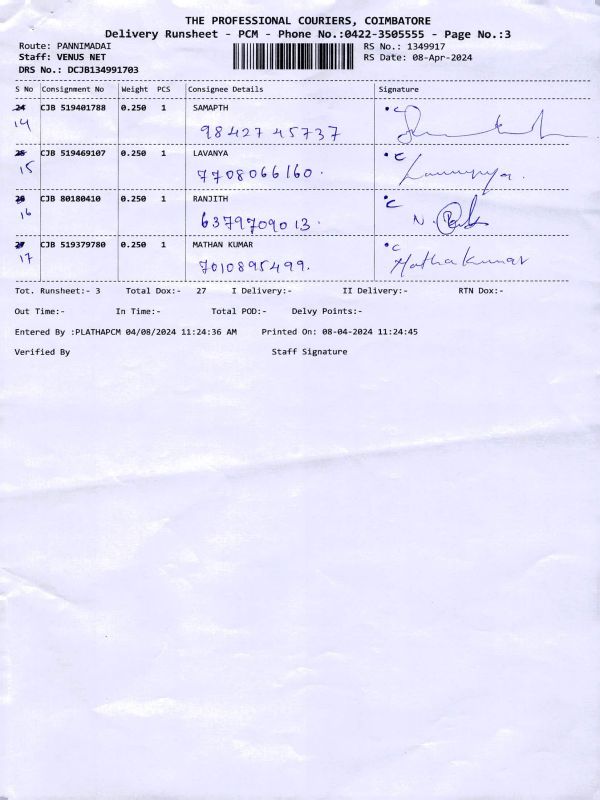 THE PROFESSIONAL COURIERS, COIMBATORE
Delivery Runsheet - PCM - Phone No.:0422-3505555 - Page No.:3
Route: PANNIMADAI RS No.: 1349917
Staff: VENUS NET RS Date: 08-Apr-2024
DRS No.: DCJB134991703
S No Consignment No Weight PCS Consignee Details Signature
24 CJB 519401788 0.250 1 SAMAPTH
14 98427 45737
25 CJB 519469107 0.250 1 LAVANYA
15 7708066160.
26 CJB 80180410 0.250 1 RANJITH
16 6379709013. N.
27 CJB 519379780 0.250 1 MATHAN KUMAR
17 7010895499. Mathakumar
Tot. Runsheet:- 3 Total Dox:- 27 I Delivery:- II Delivery:- RTN Dox:-
Out Time:- In Time:- Total POD:- Delvy Points:-
Entered By :PLATHAPCM 04/08/2024 11:24:36 AM Printed On: 08-04-2024 11:24:45
Verified By Staff Signature